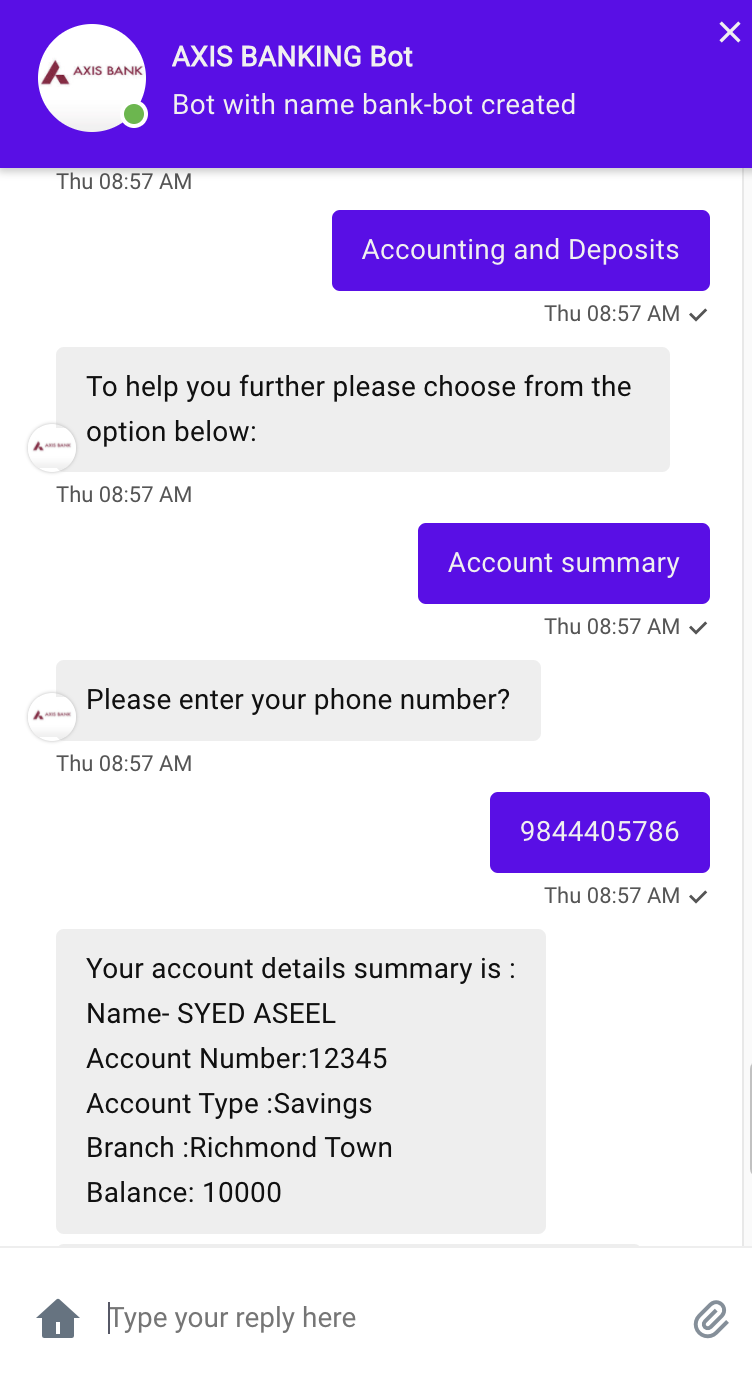 AXIS BANK
AXIS BANKING Bot
Bot with name bank-bot created
Thu 08:57 AM
Accounting and Deposits
Thu 08:57 AM
To help you further please choose from the
option below:
AXIS BANK
Thu 08:57 AM
Account summary
Thu 08:57 AM
Please enter your phone number?
AXIS BANK
Thu 08:57 AM
9844405786
Thu 08:57 AM
Your account details summary is :
Name- SYED ASEEL
Account Number:12345
Account Type :Savings
Branch :Richmond Town
Balance: 10000
Type your reply here